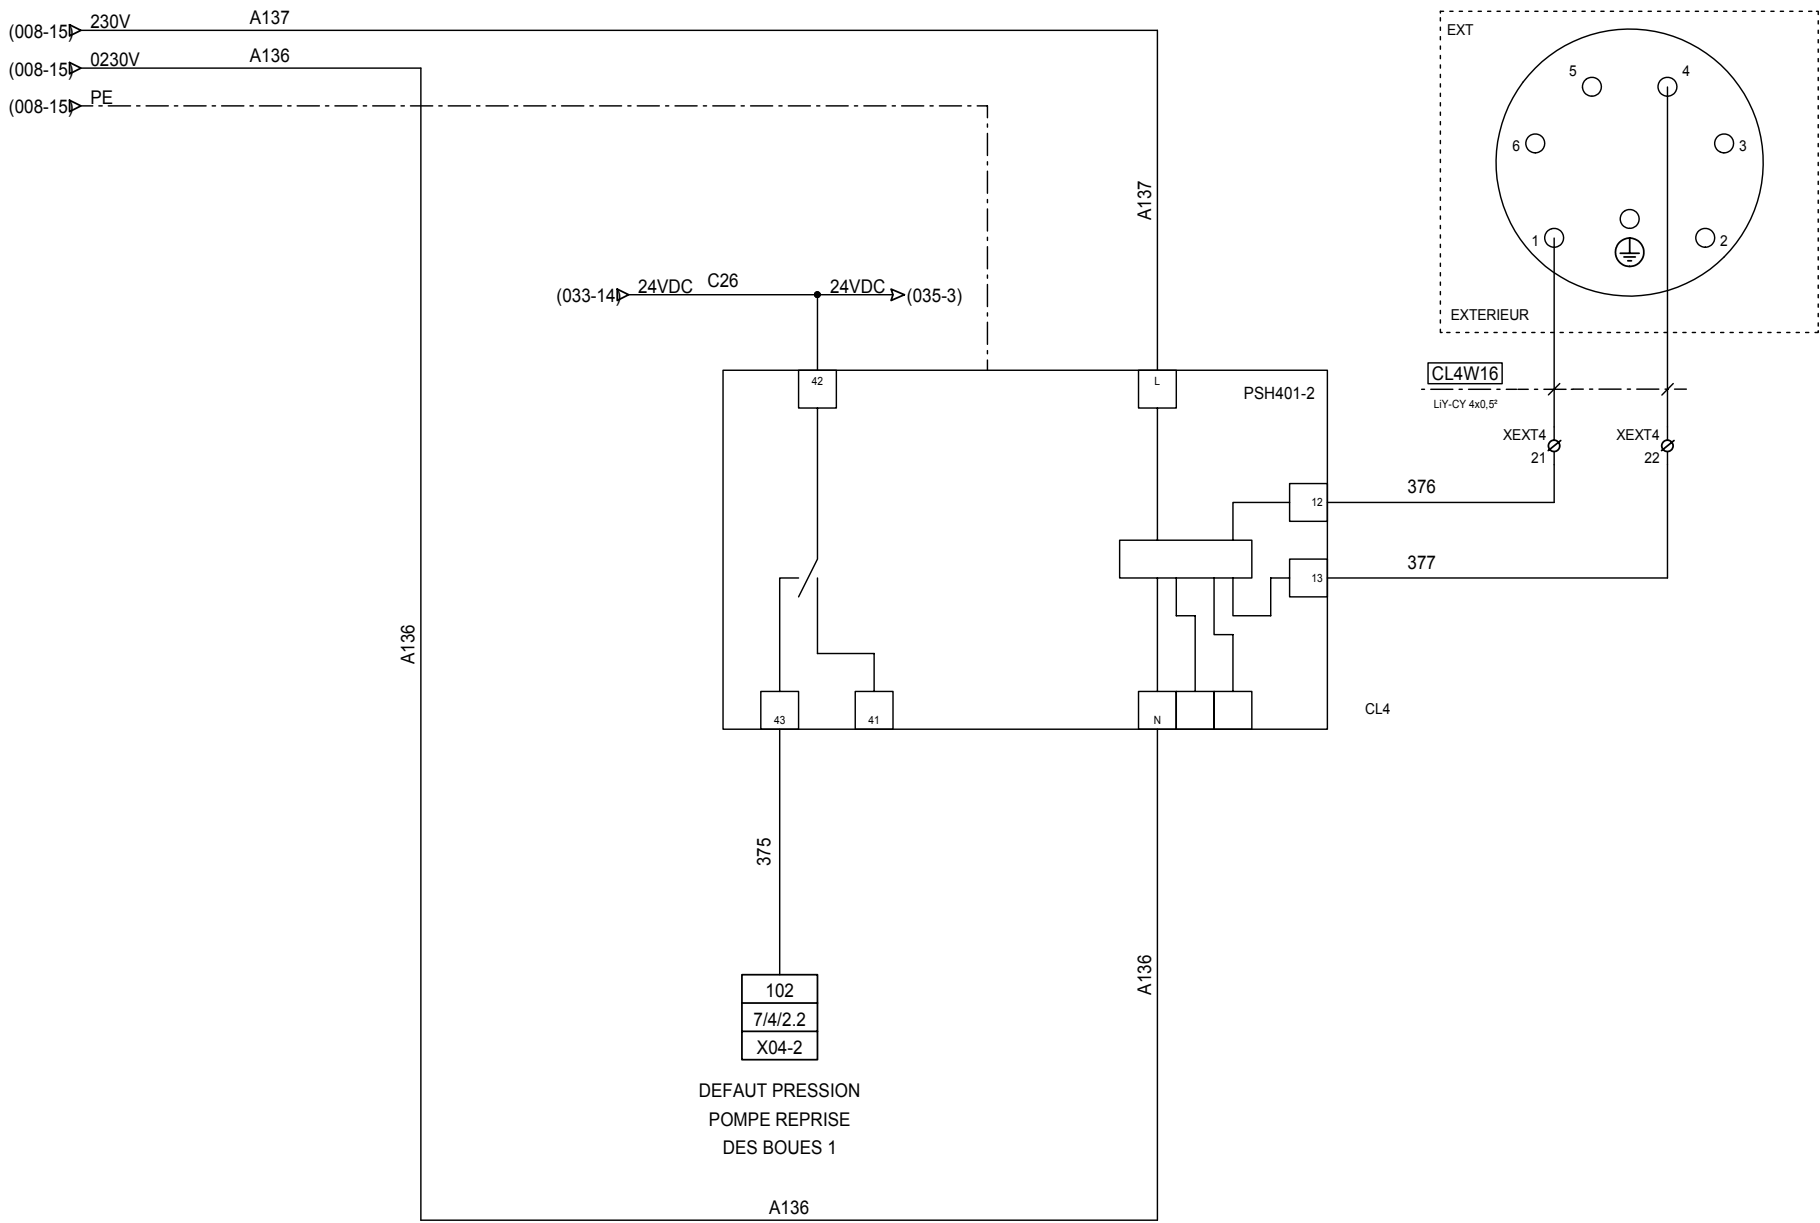 (008-15) 230V A137
(008-15) 0230V A136
(008-15) PE
EXT
5
4
6
3
1
2
EXTERIEUR
A137
(033-14) 24VDC C26 24VDC (035-3)
42
L
PSH401-2
CL4W16
LiY-CY 4x0,5²
XEXT4
21
XEXT4
22
12
376
13
377
A136
43
41
N
CL4
375
A136
102
7/4/2.2
X04-2
DEFAUT PRESSION
POMPE REPRISE
DES BOUES 1
A136